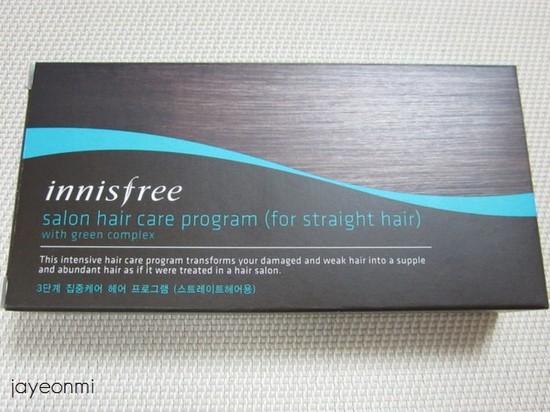 innisfree
salon hair care program (for straight hair)
with green complex
This intensive hair care program transforms your damaged and weak hair into a supple
and abundant hair as if it were treated in a hair salon.
3단계 집중케어 헤어 프로그램 (스트레이트헤어용)
jayeonmi